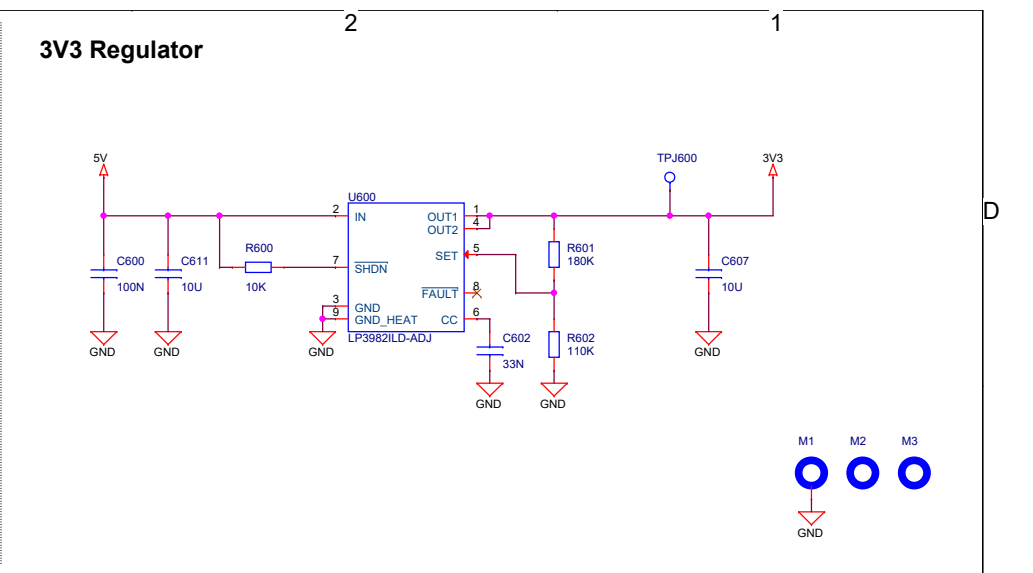 2
1
3V3 Regulator
5V
TPJ600
3V3
U600
2
IN
OUT1
1
OUT2
4
D
R600
10K
7
SHDN
SET
5
R601
180K
C600
100N
C611
10U
C607
10U
FAULT
8
3
GND
9
GND_HEAT
CC
6
LP3982ILD-ADJ
C602
33N
R602
110K
GND
GND
GND
GND
GND
GND
M1
M2
M3
GND